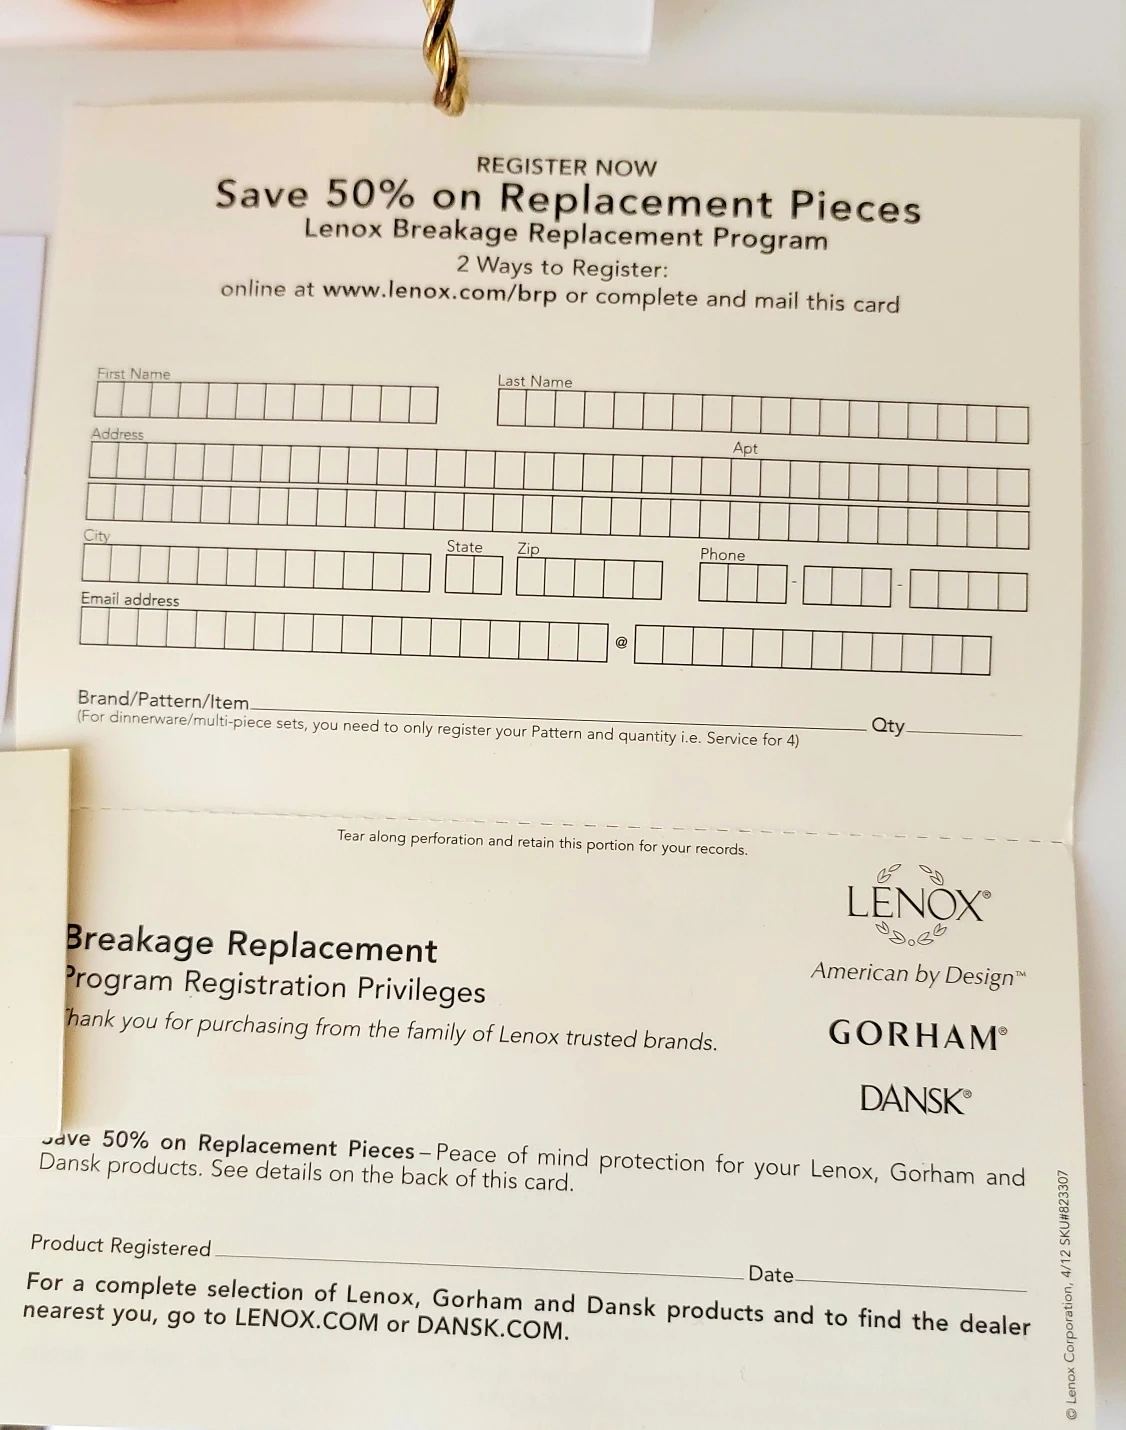 REGISTER NOW
Save 50% on Replacement Pieces
Lenox Breakage Replacement Program
2 Ways to Register:
online at www.lenox.com/brp or complete and mail this card
First Name
Last Name
Address
Apt
City
State
Zip
Phone
-
-
Email address
@
Brand/Pattern/Item
Qty
(For dinnerware/multi-piece sets, you need to only register your Pattern and quantity i.e. Service for 4)
Tear along perforation and retain this portion for your records.
LENOX®
American by Design™
GORHAM®
DANSK®
Breakage Replacement
Program Registration Privileges
Thank you for purchasing from the family of Lenox trusted brands.
Save 50% on Replacement Pieces – Peace of mind protection for your Lenox, Gorham and
Dansk products. See details on the back of this card.
Product Registered
Date
For a complete selection of Lenox, Gorham and Dansk products and to find the dealer
nearest you, go to LENOX.COM or DANSK.COM.
© Lenox Corporation, 4/12 SKU#823307